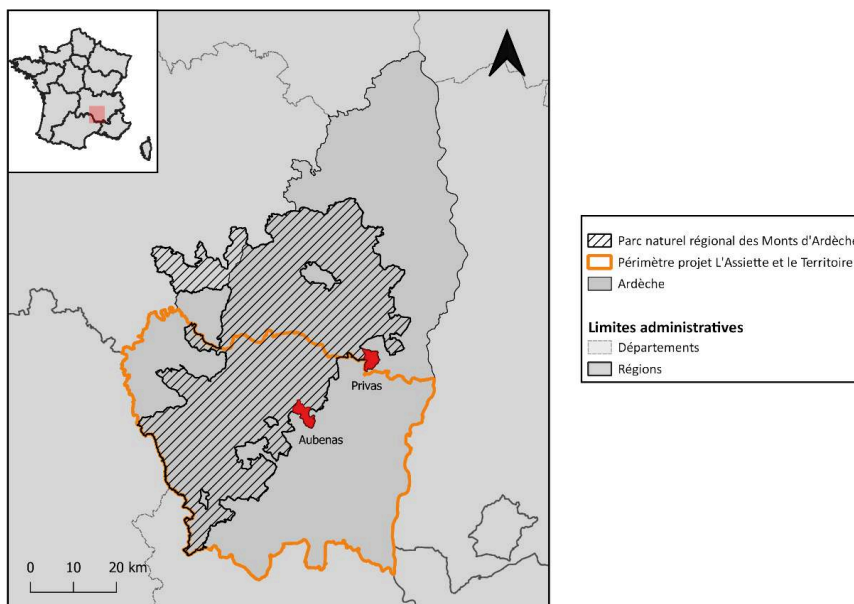 Privas
Aubenas
0 10 20 km
Parc naturel régional des Monts d'Ardèche
Périmètre projet L'Assiette et le Territoire
Ardèche
Limites administratives
Départements
Régions